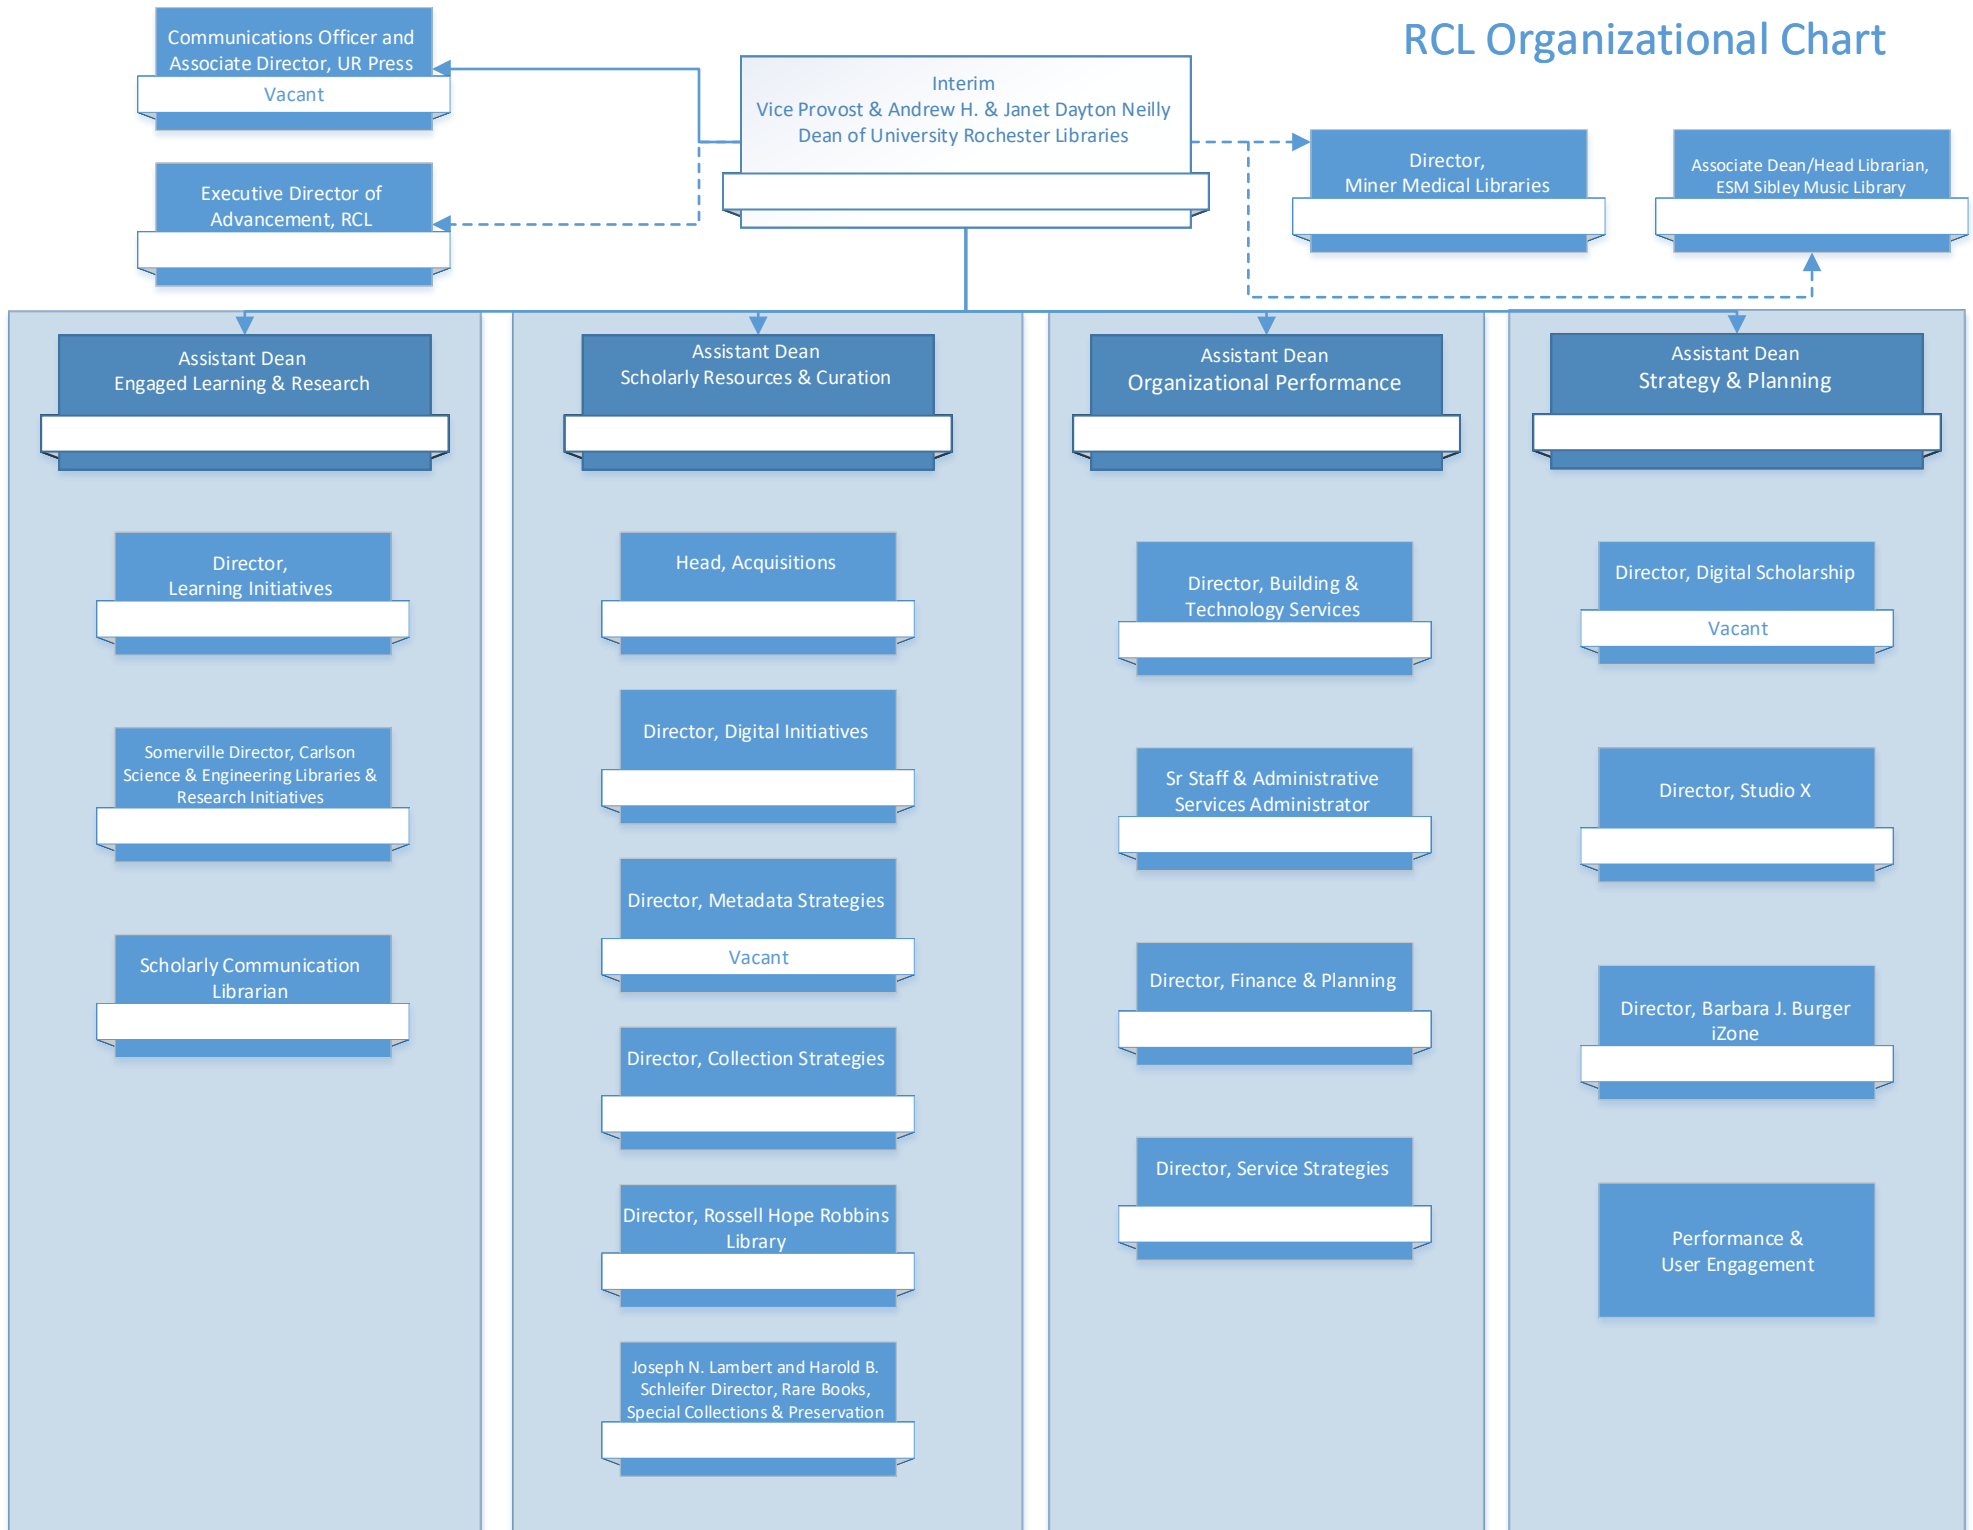 RCL Organizational Chart
Communications Officer and
Associate Director, UR Press
Vacant
Interim
Vice Provost & Andrew H. & Janet Dayton Neilly
Dean of University Rochester Libraries
Executive Director of
Advancement, RCL
Director,
Miner Medical Libraries
Associate Dean/Head Librarian,
ESM Sibley Music Library
Assistant Dean
Engaged Learning & Research
Director,
Learning Initiatives
Somerville Director, Carlson
Science & Engineering Libraries &
Research Initiatives
Scholarly Communication
Librarian
Assistant Dean
Scholarly Resources & Curation
Head, Acquisitions
Director, Digital Initiatives
Director, Metadata Strategies
Vacant
Director, Collection Strategies
Director, Rossell Hope Robbins
Library
Joseph N. Lambert and Harold B.
Schleifer Director, Rare Books,
Special Collections & Preservation
Assistant Dean
Organizational Performance
Director, Building &
Technology Services
Sr Staff & Administrative
Services Administrator
Director, Finance & Planning
Director, Service Strategies
Assistant Dean
Strategy & Planning
Director, Digital Scholarship
Vacant
Director, Studio X
Director, Barbara J. Burger
iZone
Performance &
User Engagement